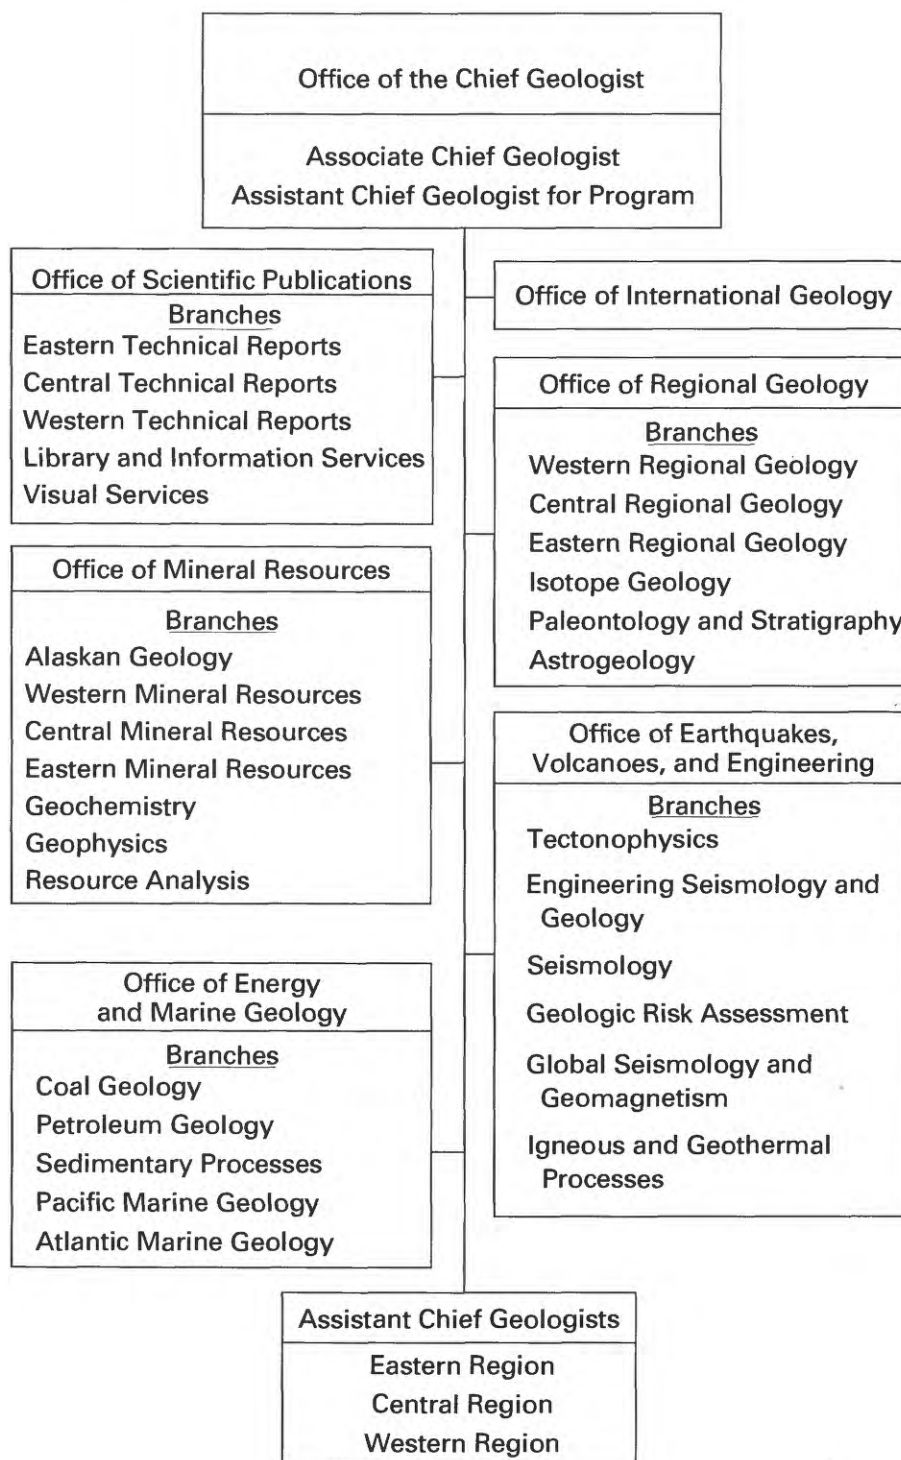 Office of the Chief Geologist
Associate Chief Geologist
Assistant Chief Geologist for Program
Office of Scientific Publications
Branches
Eastern Technical Reports
Central Technical Reports
Western Technical Reports
Library and Information Services
Visual Services
Office of International Geology
Office of Regional Geology
Branches
Western Regional Geology
Central Regional Geology
Eastern Regional Geology
Isotope Geology
Paleontology and Stratigraphy
Astrogeology
Office of Mineral Resources
Branches
Alaskan Geology
Western Mineral Resources
Central Mineral Resources
Eastern Mineral Resources
Geochemistry
Geophysics
Resource Analysis
Office of Earthquakes,
Volcanoes, and Engineering
Branches
Tectonophysics
Engineering Seismology and
Geology
Seismology
Geologic Risk Assessment
Global Seismology and
Geomagnetism
Igneous and Geothermal
Processes
Office of Energy
and Marine Geology
Branches
Coal Geology
Petroleum Geology
Sedimentary Processes
Pacific Marine Geology
Atlantic Marine Geology
Assistant Chief Geologists
Eastern Region
Central Region
Western Region